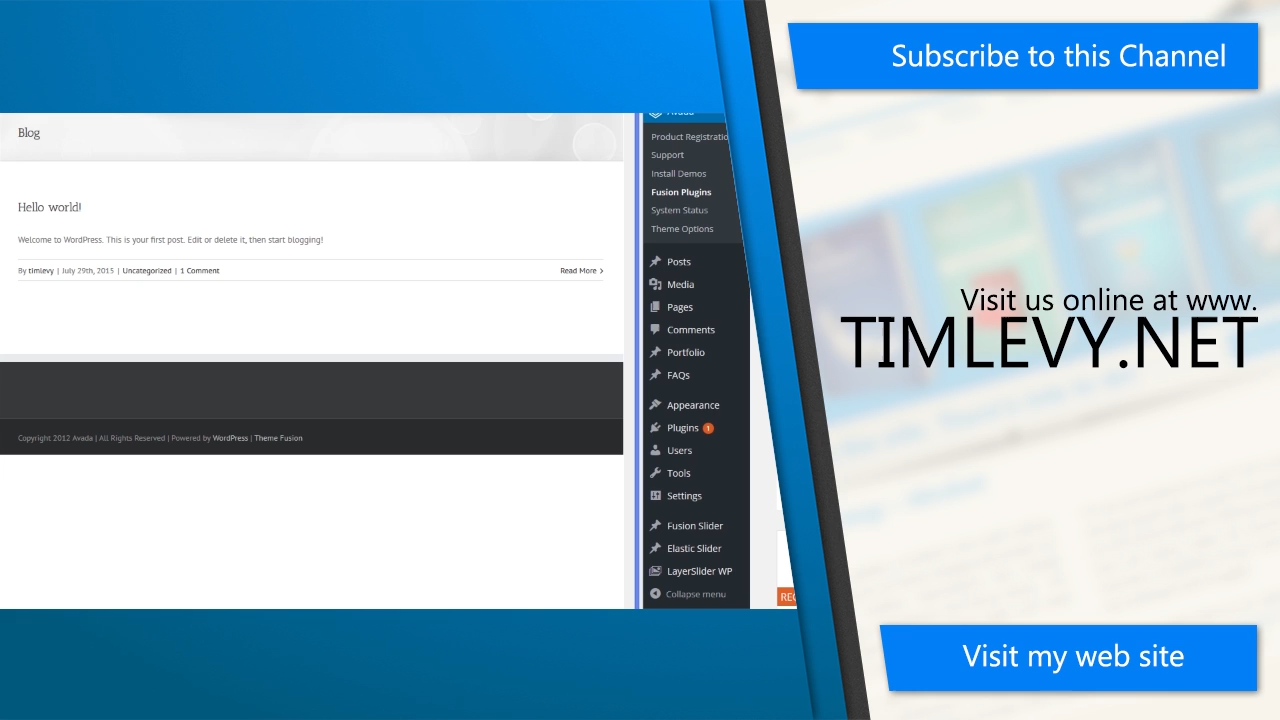 Subscribe to this Channel
Blog
Hello world!
Welcome to WordPress. This is your first post. Edit or delete it, then start blogging!
By timlevy | July 29th, 2015 | Uncategorized | 1 Comment
Read More
Copyright 2012 Avada | All Rights Reserved | Powered by WordPress | Theme Fusion
Support
Install Demos
Fusion Plugins
System Status
Theme Options
Posts
Media
Pages
Comments
Portfolio
FAQs
Appearance
Plugins 1
Users
Tools
Settings
Fusion Slider
Elastic Slider
LayerSlider WP
Collapse menu
Visit us online at www.
TIMLEVY.NET
Visit my web site